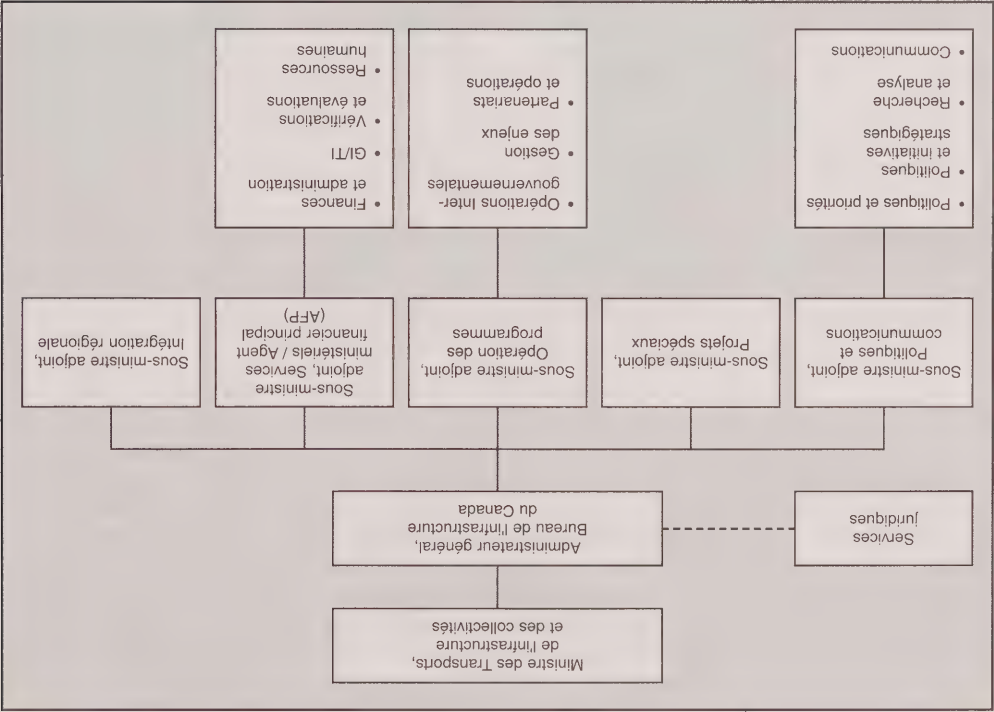 Ministre des Transports,
de l'infrastructure
et des collectivités
Services
juridiques
Administrateur général,
Bureau de l'infrastructure
du Canada
Sous-ministre adjoint,
Politiques et
communications
Sous-ministre adjoint,
Projets spéciaux
Sous-ministre adjoint,
Opération des
programmes
Sous-ministre
adjoint, Services
ministériels / Agent
financier principal
(AFP)
Sous-ministre adjoint,
Intégration régionale
• Politiques et priorités
• Politiques
et initiatives
stratégiques
• Recherche
et analyse
• Communications
• Opérations Inter-
gouvernementales
• Gestion
des enjeux
• Partenariats
et opérations
• Finances
et administration
• GI/TI
• Vérifications
et évaluations
• Ressources
humaines